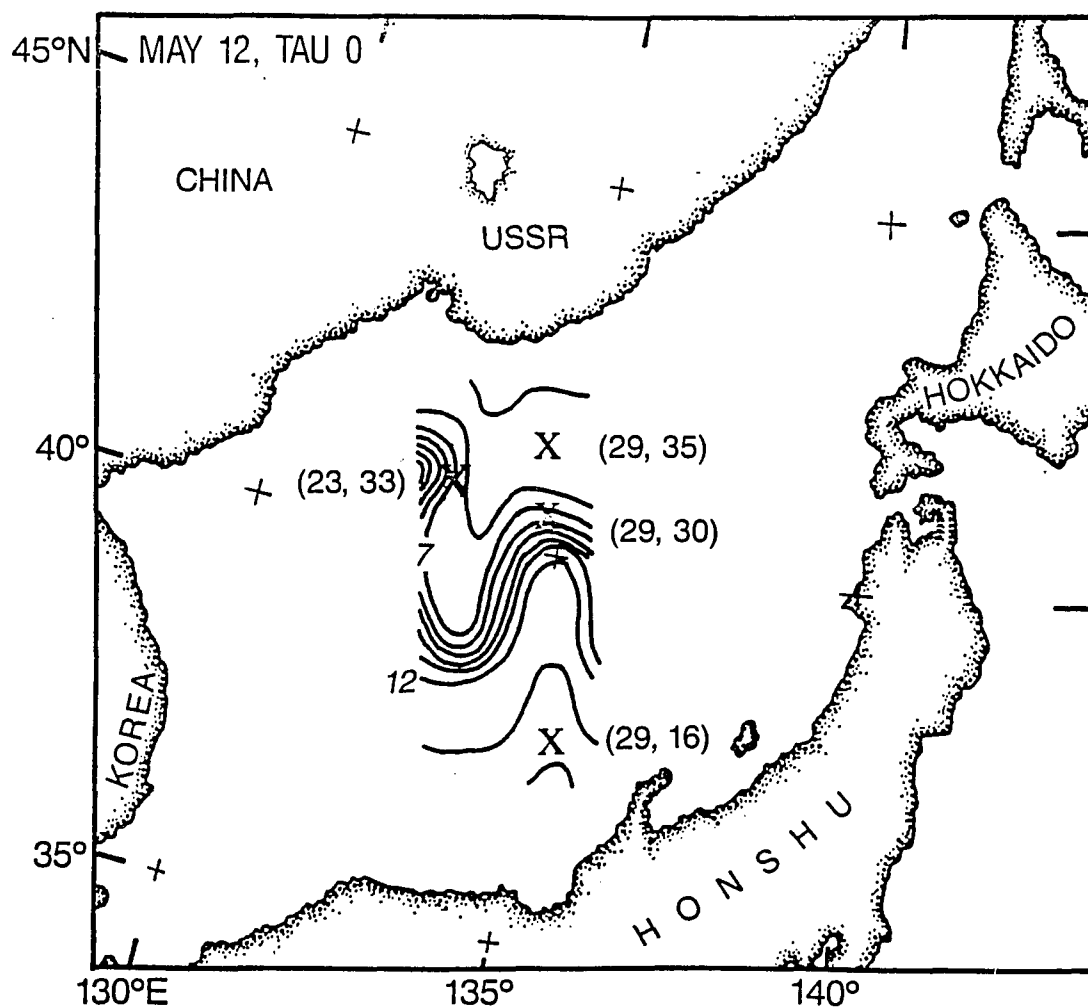 45°N
MAY 12, TAU 0
CHINA
USSR
HOKKAIDO
40°
(29, 35)
(23, 33)
(29, 30)
7
12
KOREA
(29, 16)
HONSHU
35°
130°E
135°
140°